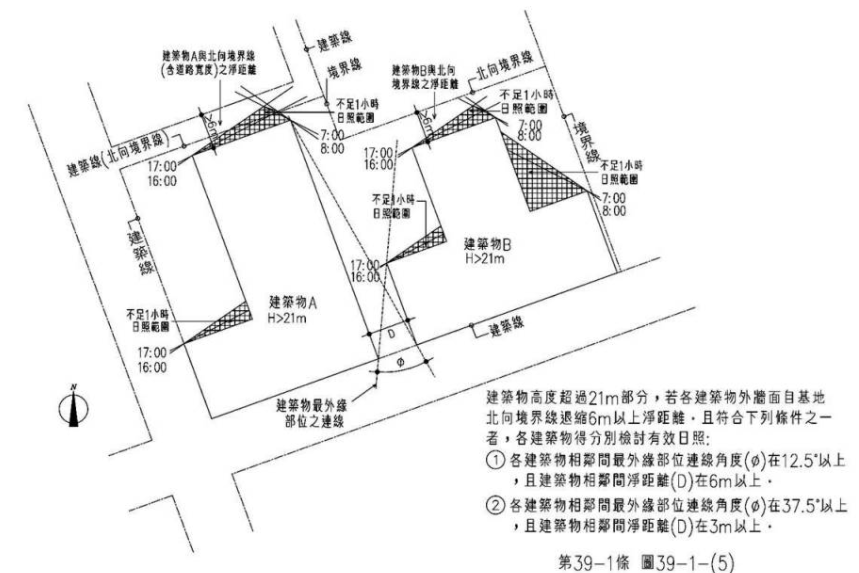 建築線
境界線
建築物A與北向境界線
(含道路寬度)之淨距離
建築物B與北向
境界線之淨距離
北向境界線
不足1小時
日照範圍
7:00
8:00
≥6m
建築線(北向境界線)
17:00
16:00
不足1小時
日照範圍
7:00
8:00
≥6m
17:00
16:00
境界線
不足1小時
日照範圍
7:00
8:00
建築線
不足1小時
日照範圍
17:00
16:00
建築物B
H>21m
不足1小時
日照範圍
17:00
16:00
建築物A
H>21m
D
ø
建築線
建築物最外緣
部位之連線
N
建築物高度超過21m部分，若各建築物外牆面自基地
北向境界線退縮6m以上淨距離，且符合下列條件之一
者，各建築物得分別檢討有效日照:
① 各建築物相鄰間最外緣部位連線角度(ø)在12.5°以上
，且建築物相鄰間淨距離(D)在6m以上。
② 各建築物相鄰間最外緣部位連線角度(ø)在37.5°以上
，且建築物相鄰間淨距離(D)在3m以上。
第39-1條 圖39-1-(5)